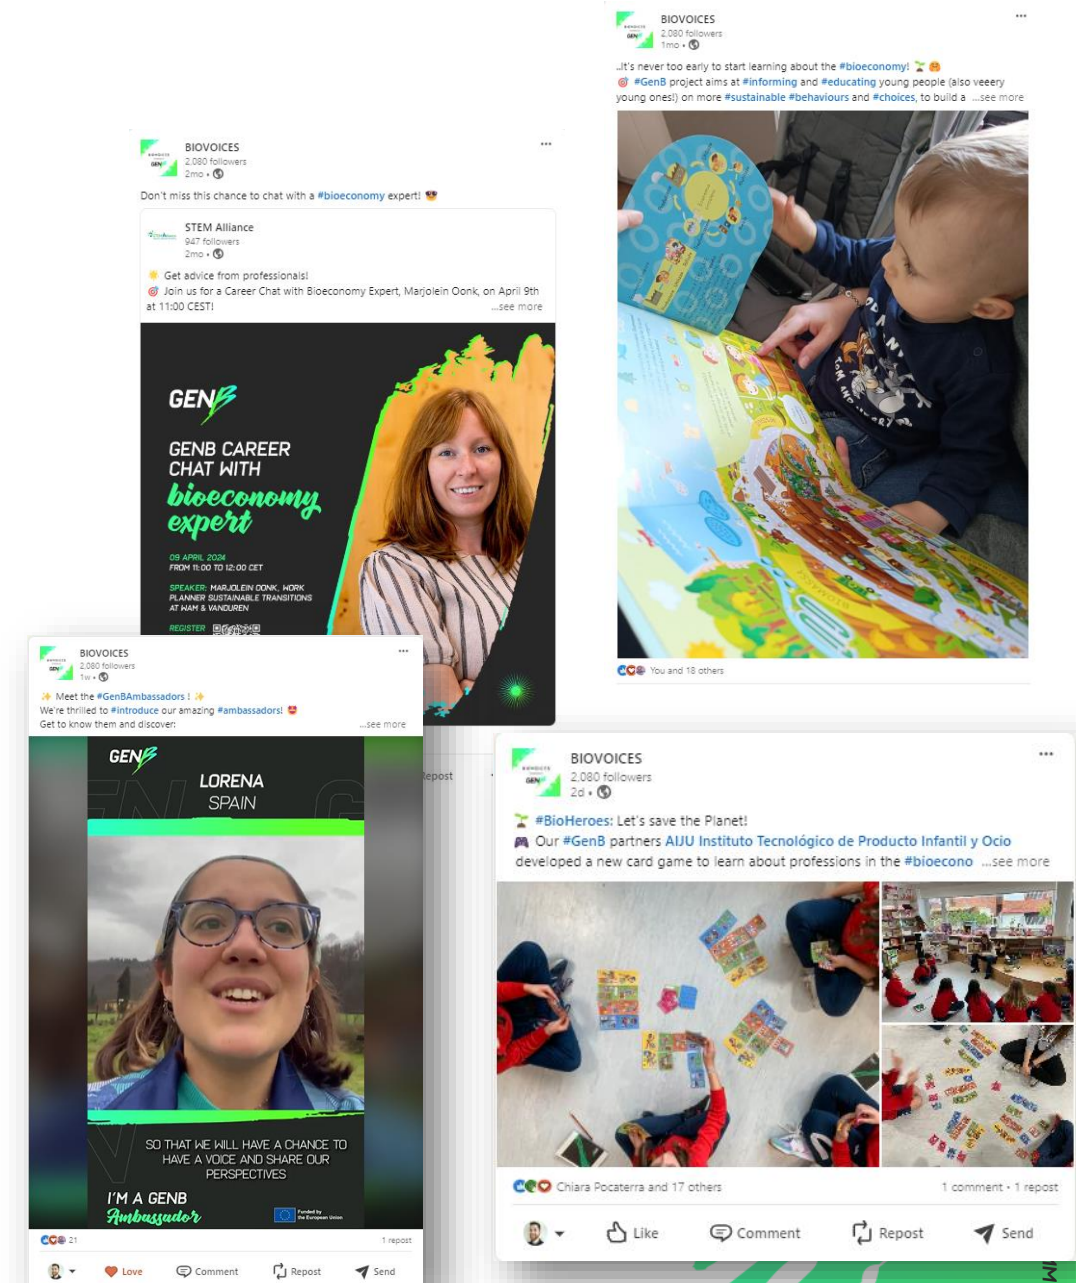 BIOVOICES
2,080 followers
1mo •
..It's never too early to start learning about the #bioeconomy!
#GenB project aims at #informing and #educating young people (also veeery
young ones!) on more #sustainable #behaviours and #choices, to build a ...see more
BIOMASSA
You and 18 others
BIOVOICES
2,080 followers
2mo •
Don't miss this chance to chat with a #bioeconomy expert!
STEM Alliance
947 followers
2mo •
Get advice from professionals!
Join us for a Career Chat with Bioeconomy Expert, Marjolein Oonk, on April 9th
at 11:00 CEST! ...see more
GENB
GENB CAREER
CHAT WITH
bioeconomy
expert
09 APRIL 2024
FROM 11:00 TO 12:00 CET
SPEAKER: MARJOLEIN OONK, WORK
PLANNER SUSTAINABLE TRANSITIONS
AT WAM & VANDUREN
REGISTER
epost
BIOVOICES
2,080 followers
1w •
Meet the #GenBAmbassadors !
We're thrilled to #introduce our amazing #ambassadors!
Get to know them and discover: ...see more
GENB
LORENA
SPAIN
SO THAT WE WILL HAVE A CHANCE TO
HAVE A VOICE AND SHARE OUR
PERSPECTIVES
I'M A GENB
Ambassador
Funded by
the European Union
21 1 repost
Love Comment Repost Send
BIOVOICES
2,080 followers
2d •
#BioHeroes: Let's save the Planet!
Our #GenB partners AIJU Instituto Tecnológico de Producto Infantil y Ocio
developed a new card game to learn about professions in the #bioecono ...see more
Chiara Pocaterra and 17 others 1 comment • 1 repost
Like Comment Repost Send